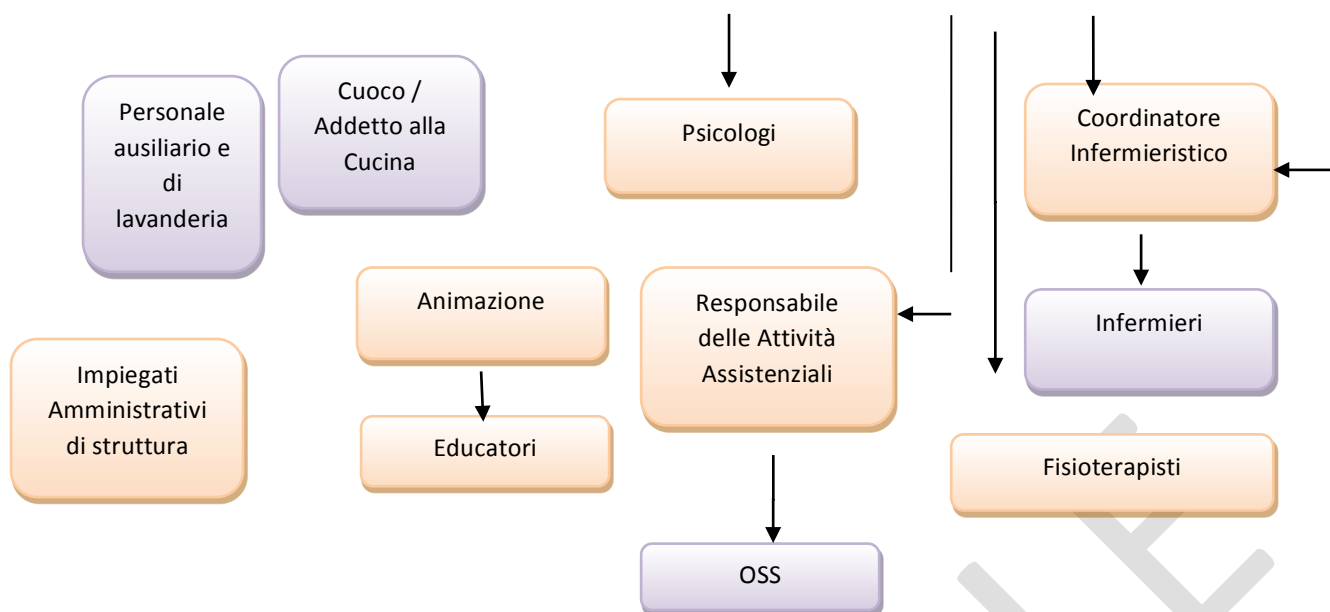 Personale
ausiliario e
di
lavanderia
Cuoco /
Addetto alla
Cucina
Psicologi
Coordinatore
Infermieristico
Animazione
Responsabile
delle Attività
Assistenziali
Infermieri
Impiegati
Amministrativi
di struttura
Educatori
Fisioterapisti
OSS